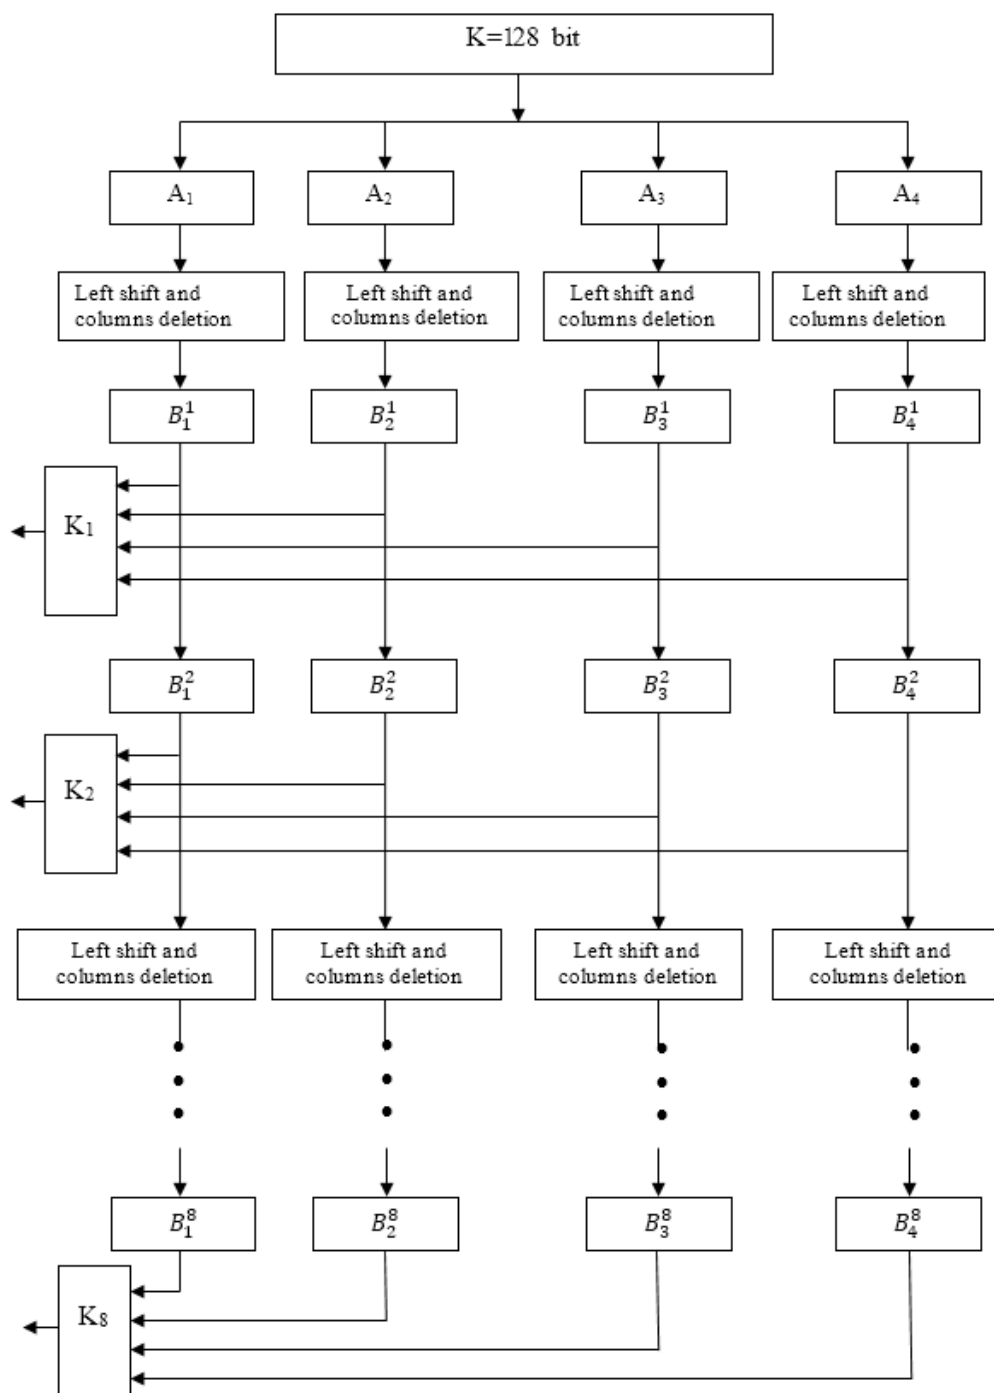 K=128 bit
A₁ A₂ A₃ A₄
Left shift and columns deletion
Left shift and columns deletion
Left shift and columns deletion
Left shift and columns deletion
B₁¹ B₂¹ B₃¹ B₄¹
K₁
B₁² B₂² B₃² B₄²
K₂
Left shift and columns deletion
Left shift and columns deletion
Left shift and columns deletion
Left shift and columns deletion
B₁⁸ B₂⁸ B₃⁸ B₄⁸
K₈